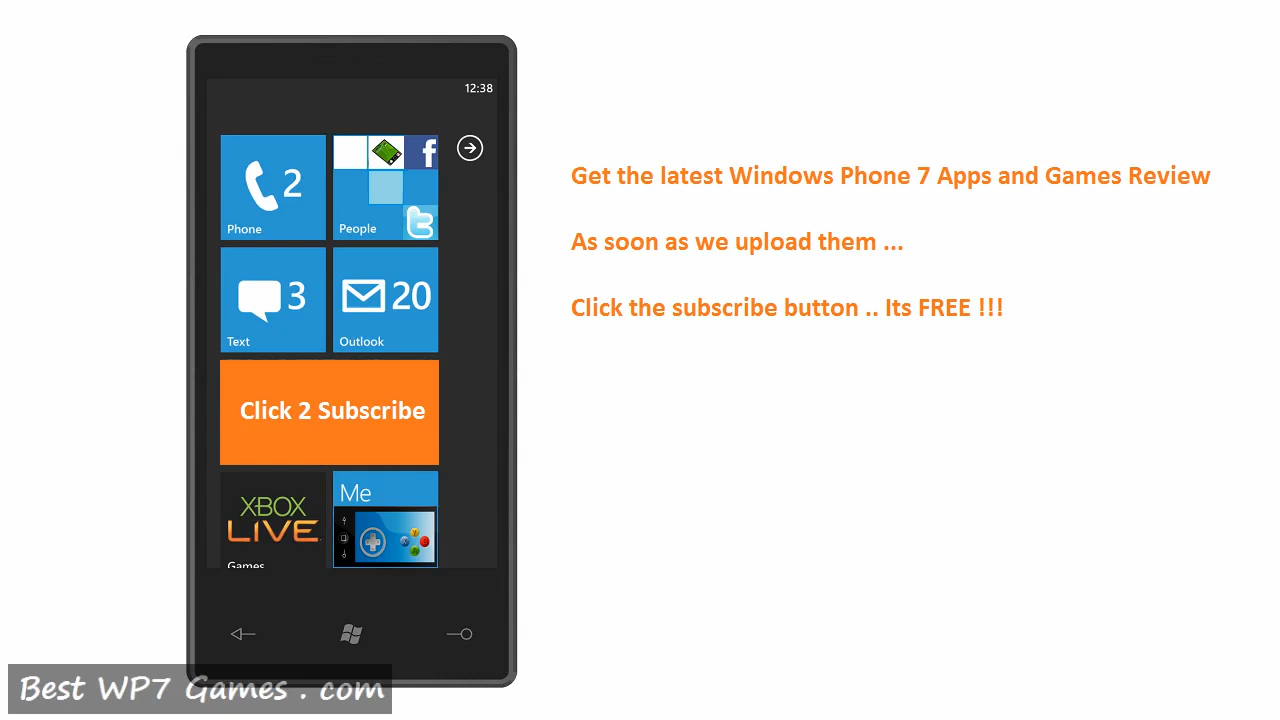 12:38
2
Phone
f
People
t
3
Text
20
Outlook
Click 2 Subscribe
XBOX
LIVE
Games
Me
Get the latest Windows Phone 7 Apps and Games Review
As soon as we upload them ...
Click the subscribe button .. Its FREE !!!
Best WP7 Games . com